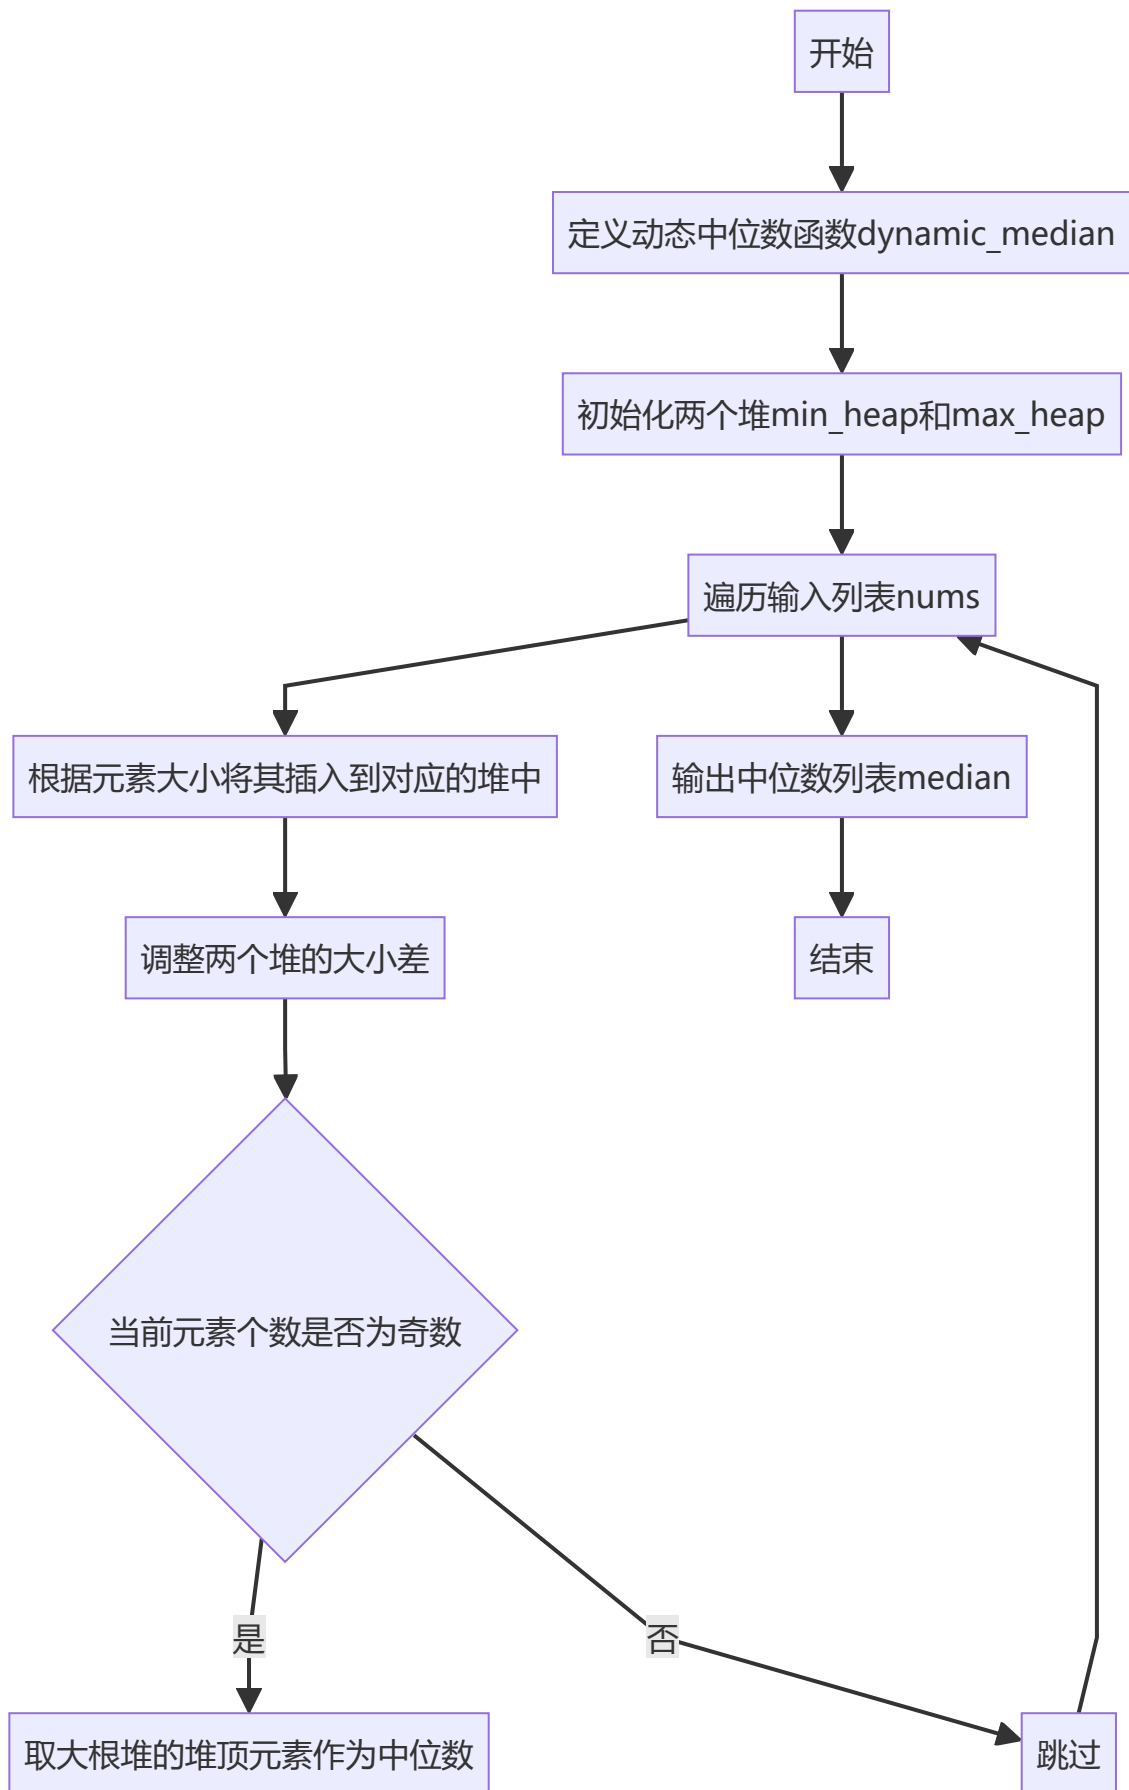 开始
定义动态中位数函数dynamic_median
初始化两个堆min_heap和max_heap
遍历输入列表nums
根据元素大小将其插入到对应的堆中
输出中位数列表median
调整两个堆的大小差
结束
当前元素个数是否为奇数
是
否
取大根堆的堆顶元素作为中位数
跳过